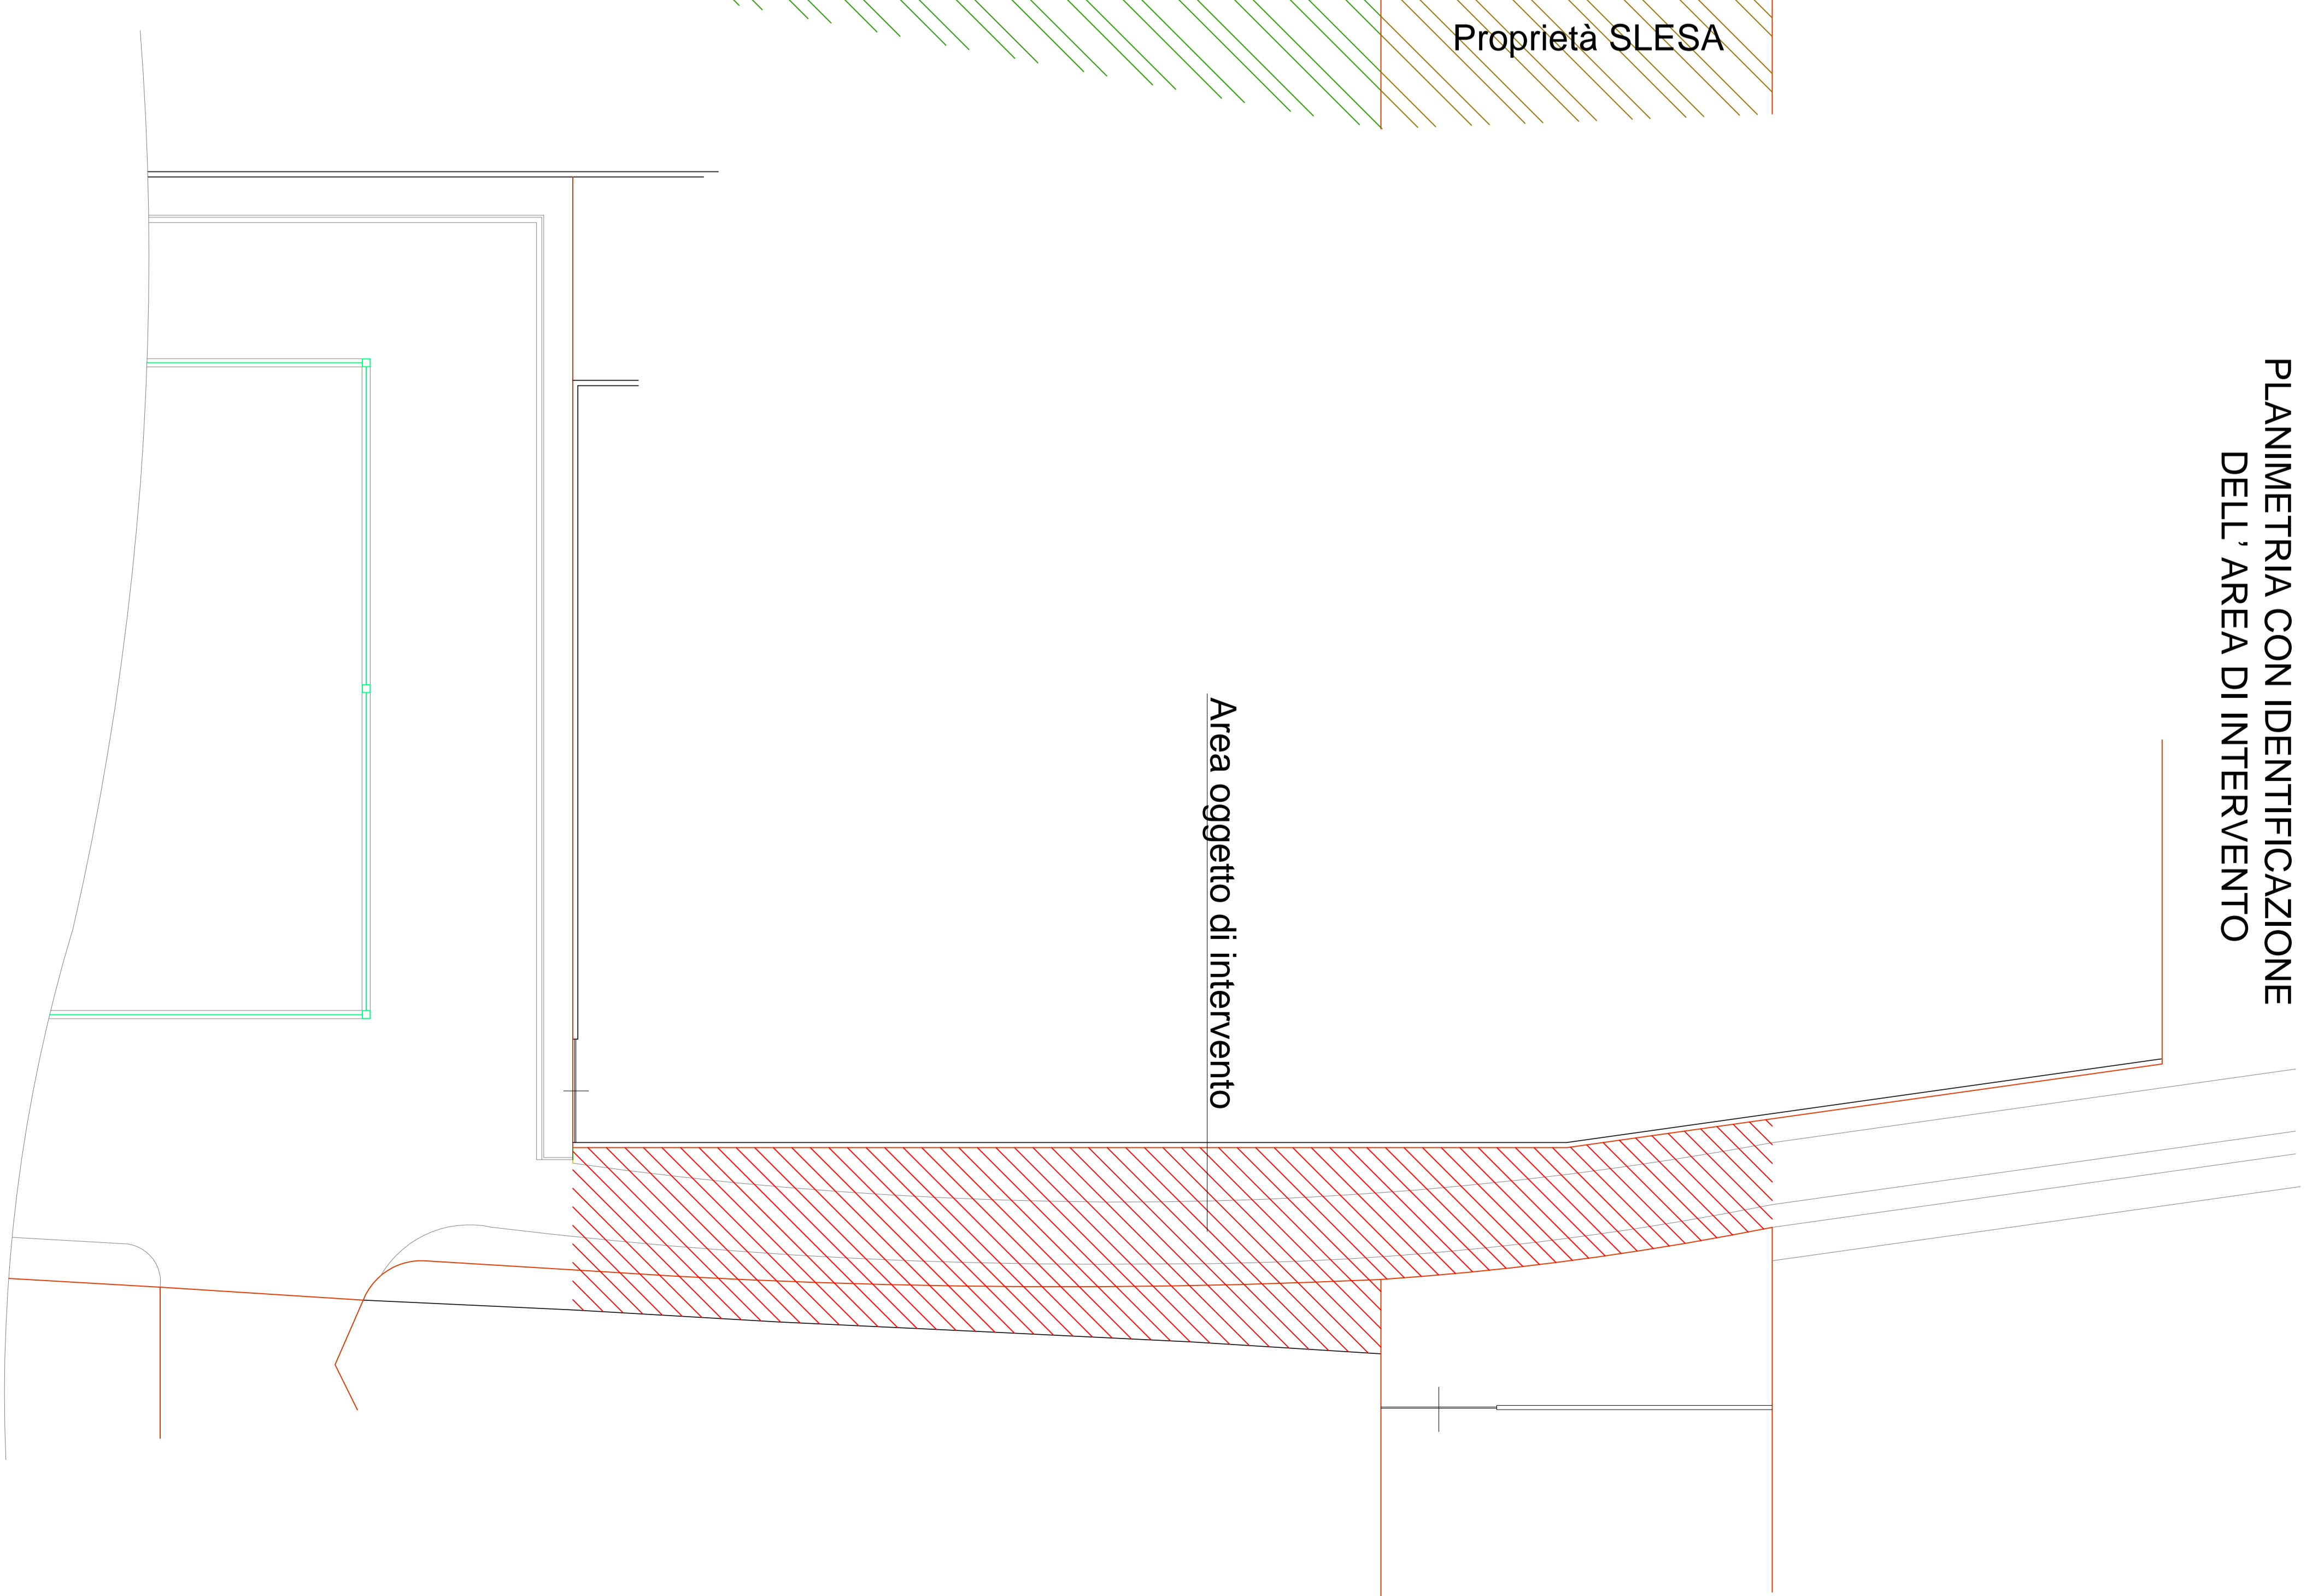 Proprietà SLESA
PLANIMETRIA CON IDENTIFICAZIONE
DELL' AREA DI INTERVENTO
Area oggetto di intervento